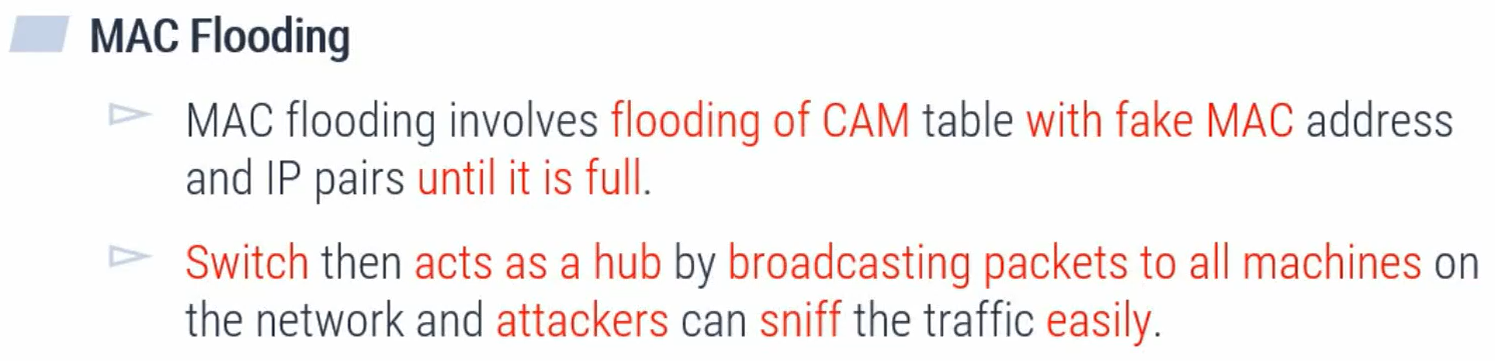 MAC Flooding
MAC flooding involves flooding of CAM table with fake MAC address
and IP pairs until it is full.
Switch then acts as a hub by broadcasting packets to all machines on
the network and attackers can sniff the traffic easily.